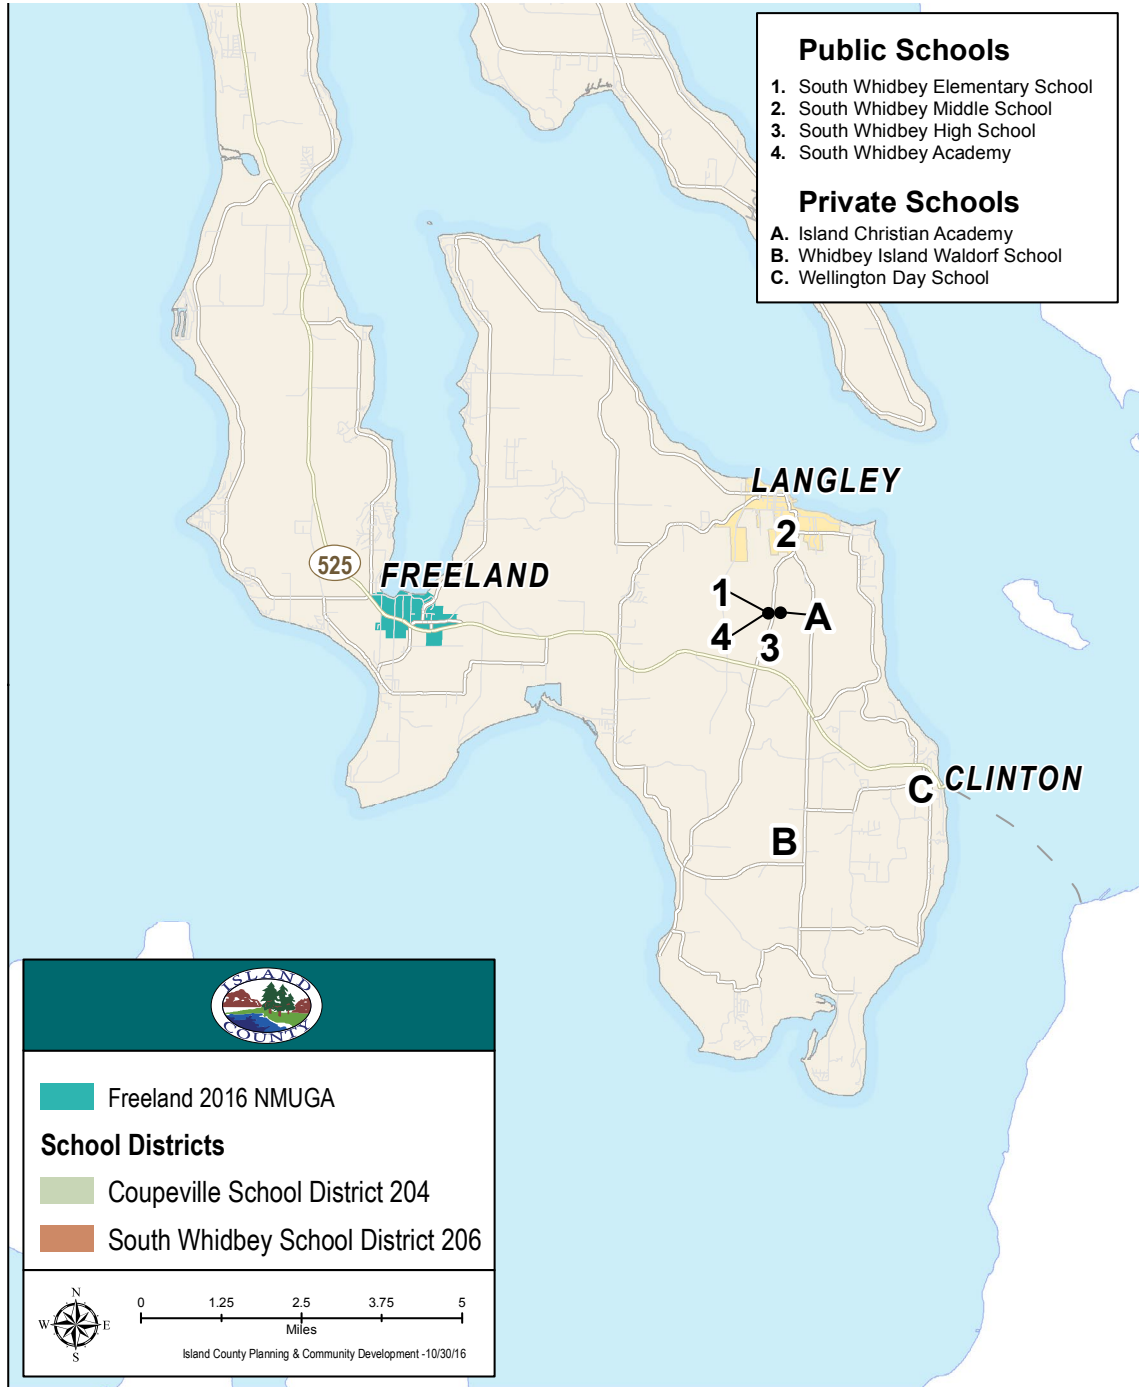 Public Schools
1. South Whidbey Elementary School
2. South Whidbey Middle School
3. South Whidbey High School
4. South Whidbey Academy
Private Schools
A. Island Christian Academy
B. Whidbey Island Waldorf School
C. Wellington Day School
LANGLEY
2
525
FREELAND
1
A
4
3
CLINTON
C
B
ISLAND
COUNTY
Freeland 2016 NMUGA
School Districts
Coupeville School District 204
South Whidbey School District 206
N
W E
S
0 1.25 2.5 3.75 5
Miles
Island County Planning & Community Development -10/30/16